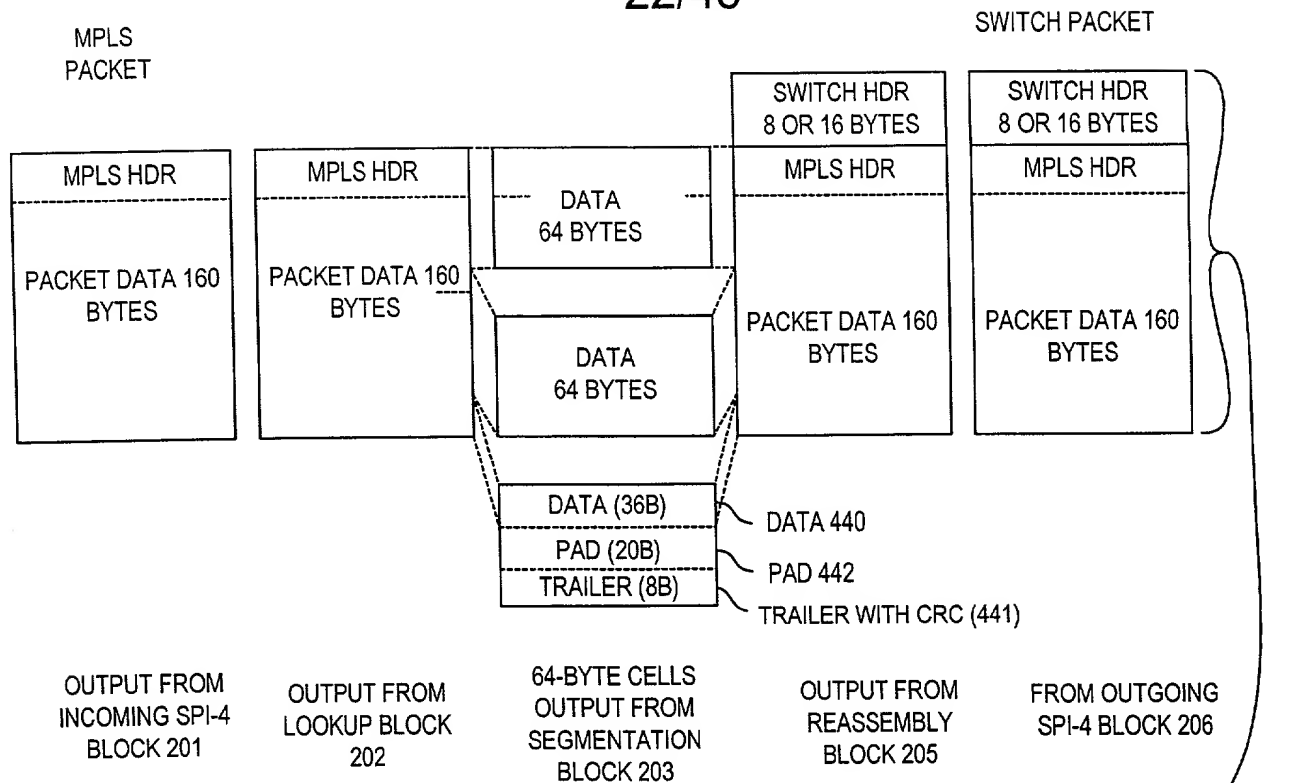 MPLS
PACKET
SWITCH PACKET
SWITCH HDR
8 OR 16 BYTES
SWITCH HDR
8 OR 16 BYTES
MPLS HDR
MPLS HDR
DATA
64 BYTES
MPLS HDR
MPLS HDR
PACKET DATA 160
BYTES
PACKET DATA 160
BYTES
DATA
64 BYTES
PACKET DATA 160
BYTES
PACKET DATA 160
BYTES
DATA (36B)
DATA 440
PAD (20B)
PAD 442
TRAILER (8B)
TRAILER WITH CRC (441)
OUTPUT FROM
INCOMING SPI-4
BLOCK 201
OUTPUT FROM
LOOKUP BLOCK
202
64-BYTE CELLS
OUTPUT FROM
SEGMENTATION
BLOCK 203
OUTPUT FROM
REASSEMBLY
BLOCK 205
FROM OUTGOING
SPI-4 BLOCK 206